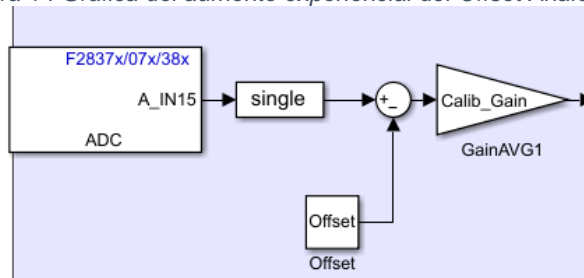 F2837x/07x/38x
A_IN15
ADC
single
+
-
Calib_Gain
GainAVG1
Offset
Offset